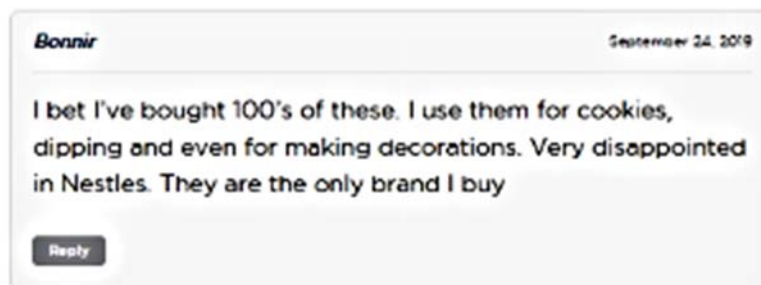 Bonnir
September 24, 2019
I bet I've bought 100's of these. I use them for cookies,
dipping and even for making decorations. Very disappointed
in Nestles. They are the only brand I buy
Reply